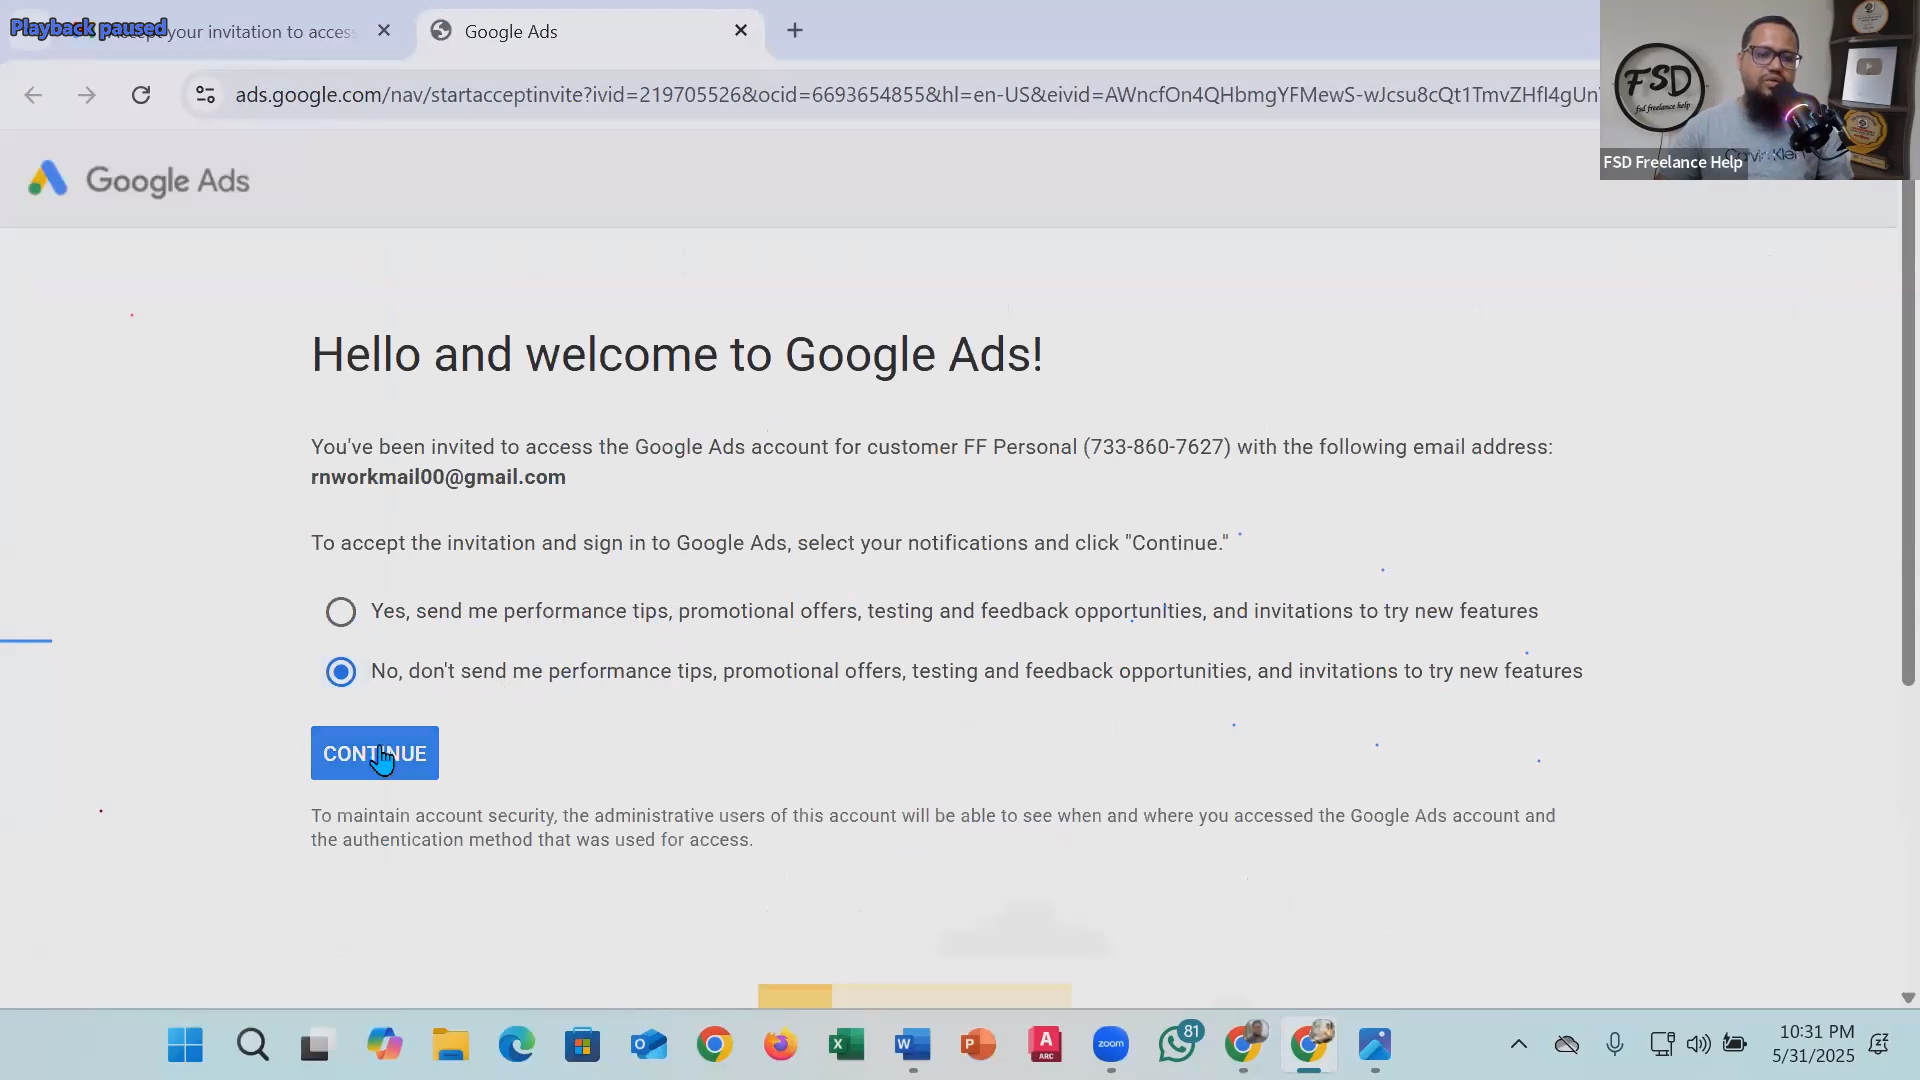 Playback paused
your invitation to acces
Google Ads
ads.google.com/nav/startacceptinvite?ivid=219705526&ocid=6693654855&hl=en-US&eivid=AWncfOn4QHbmgYFMewS-wJcsu8cQt1TmvZHfI4gUn
FSD
fsd freelance help
Calvin Klein
FSD Freelance Help
Google Ads
Hello and welcome to Google Ads!
You've been invited to access the Google Ads account for customer FF Personal (733-860-7627) with the following email address:
rnworkmail00@gmail.com
To accept the invitation and sign in to Google Ads, select your notifications and click "Continue."
Yes, send me performance tips, promotional offers, testing and feedback opportunities, and invitations to try new features
No, don't send me performance tips, promotional offers, testing and feedback opportunities, and invitations to try new features
CONTINUE
To maintain account security, the administrative users of this account will be able to see when and where you accessed the Google Ads account and
the authentication method that was used for access.
81
A
ARC
zoom
10:31 PM
5/31/2025